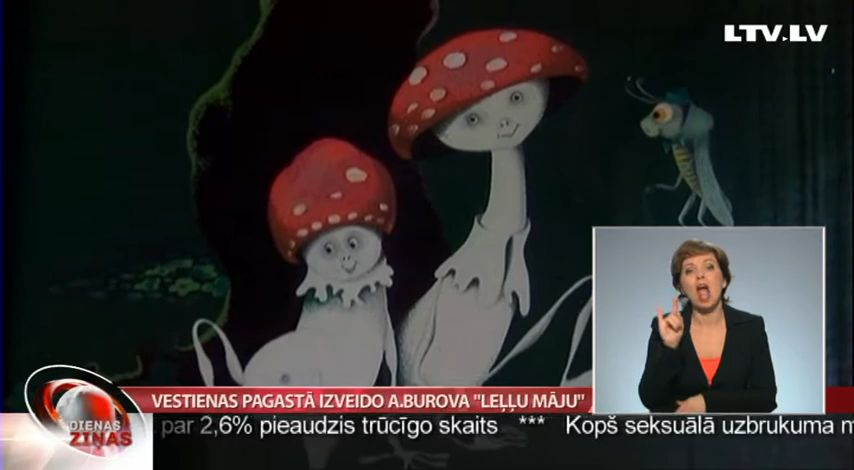 LTV.LV
VESTIENAS PAGASTĀ IZVEIDO A.BUROVA "LEĻĻU MĀJU"
DIENAS
ZIŅAS
par 2,6% pieaudzis trūcīgo skaits *** Kopš seksuālā uzbrukuma m